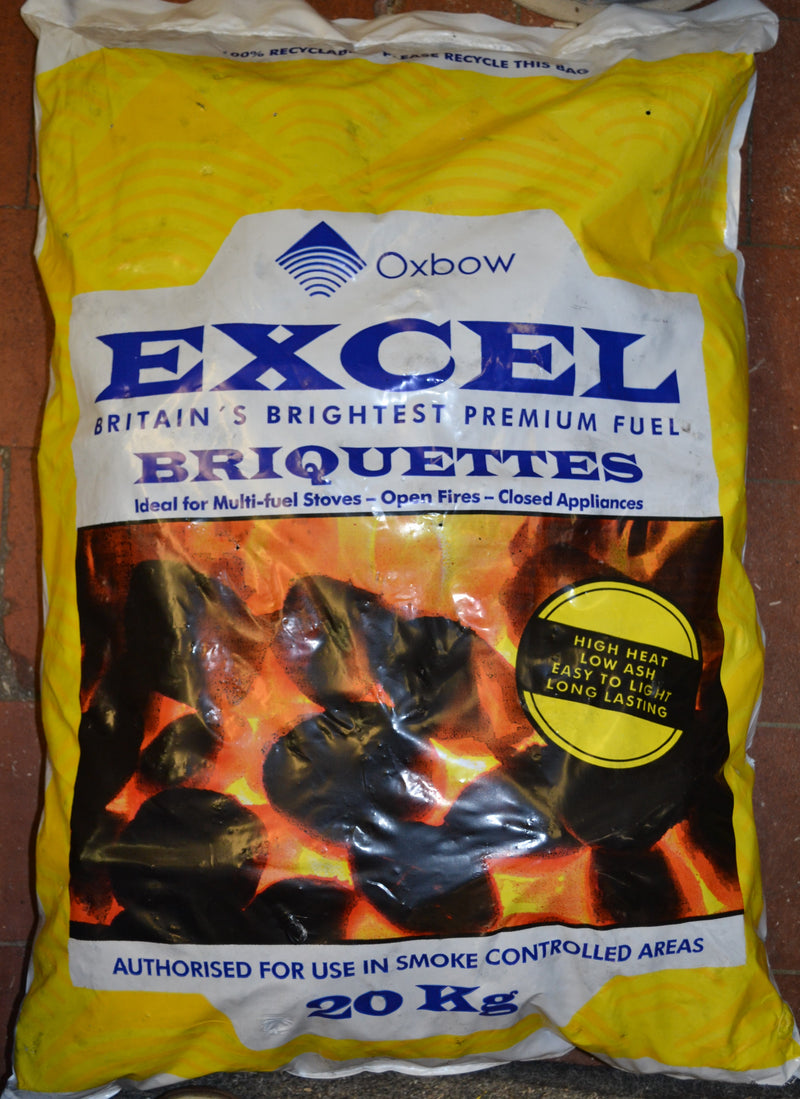 100% RECYCLABLE PLEASE RECYCLE THIS BAG
Oxbow
EXCEL
BRITAIN'S BRIGHTEST PREMIUM FUEL
BRIQUETTES
Ideal for Multi-fuel Stoves – Open Fires – Closed Appliances
HIGH HEAT
LOW ASH
EASY TO LIGHT
LONG LASTING
AUTHORISED FOR USE IN SMOKE CONTROLLED AREAS
20 Kg